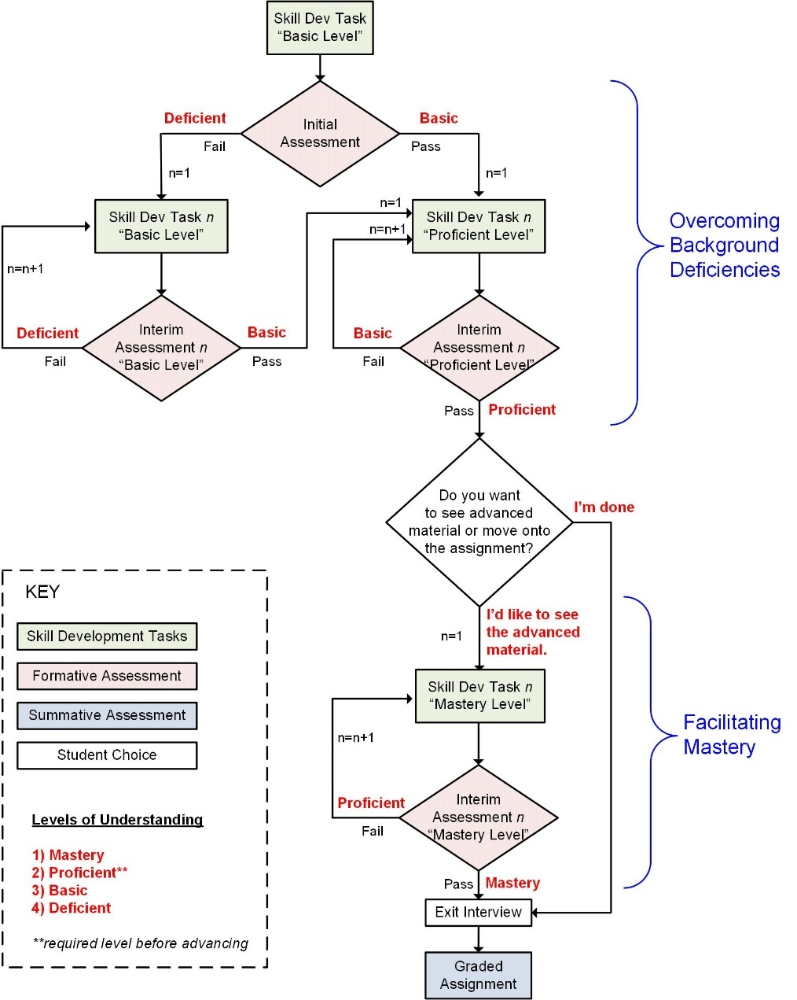 Skill Dev Task
“Basic Level”
Deficient
Fail
Initial
Assessment
Basic
Pass
n=1
n=1
Skill Dev Task n
“Basic Level”
n=1
n=n+1
Skill Dev Task n
“Proficient Level”
Overcoming
Background
Deficiencies
n=n+1
Deficient
Fail
Interim
Assessment n
“Basic Level”
Basic
Pass
Basic
Fail
Interim
Assessment n
“Proficient Level”
Pass
Proficient
Do you want
to see advanced
material or move onto
the assignment?
I’m done
n=1
I’d like to see
the advanced
material.
Skill Dev Task n
“Mastery Level”
n=n+1
Facilitating
Mastery
Proficient
Fail
Interim
Assessment n
“Mastery Level”
Pass
Mastery
Exit Interview
Graded
Assignment
KEY
Skill Development Tasks
Formative Assessment
Summative Assessment
Student Choice
Levels of Understanding
1) Mastery
2) Proficient**
3) Basic
4) Deficient
**required level before advancing